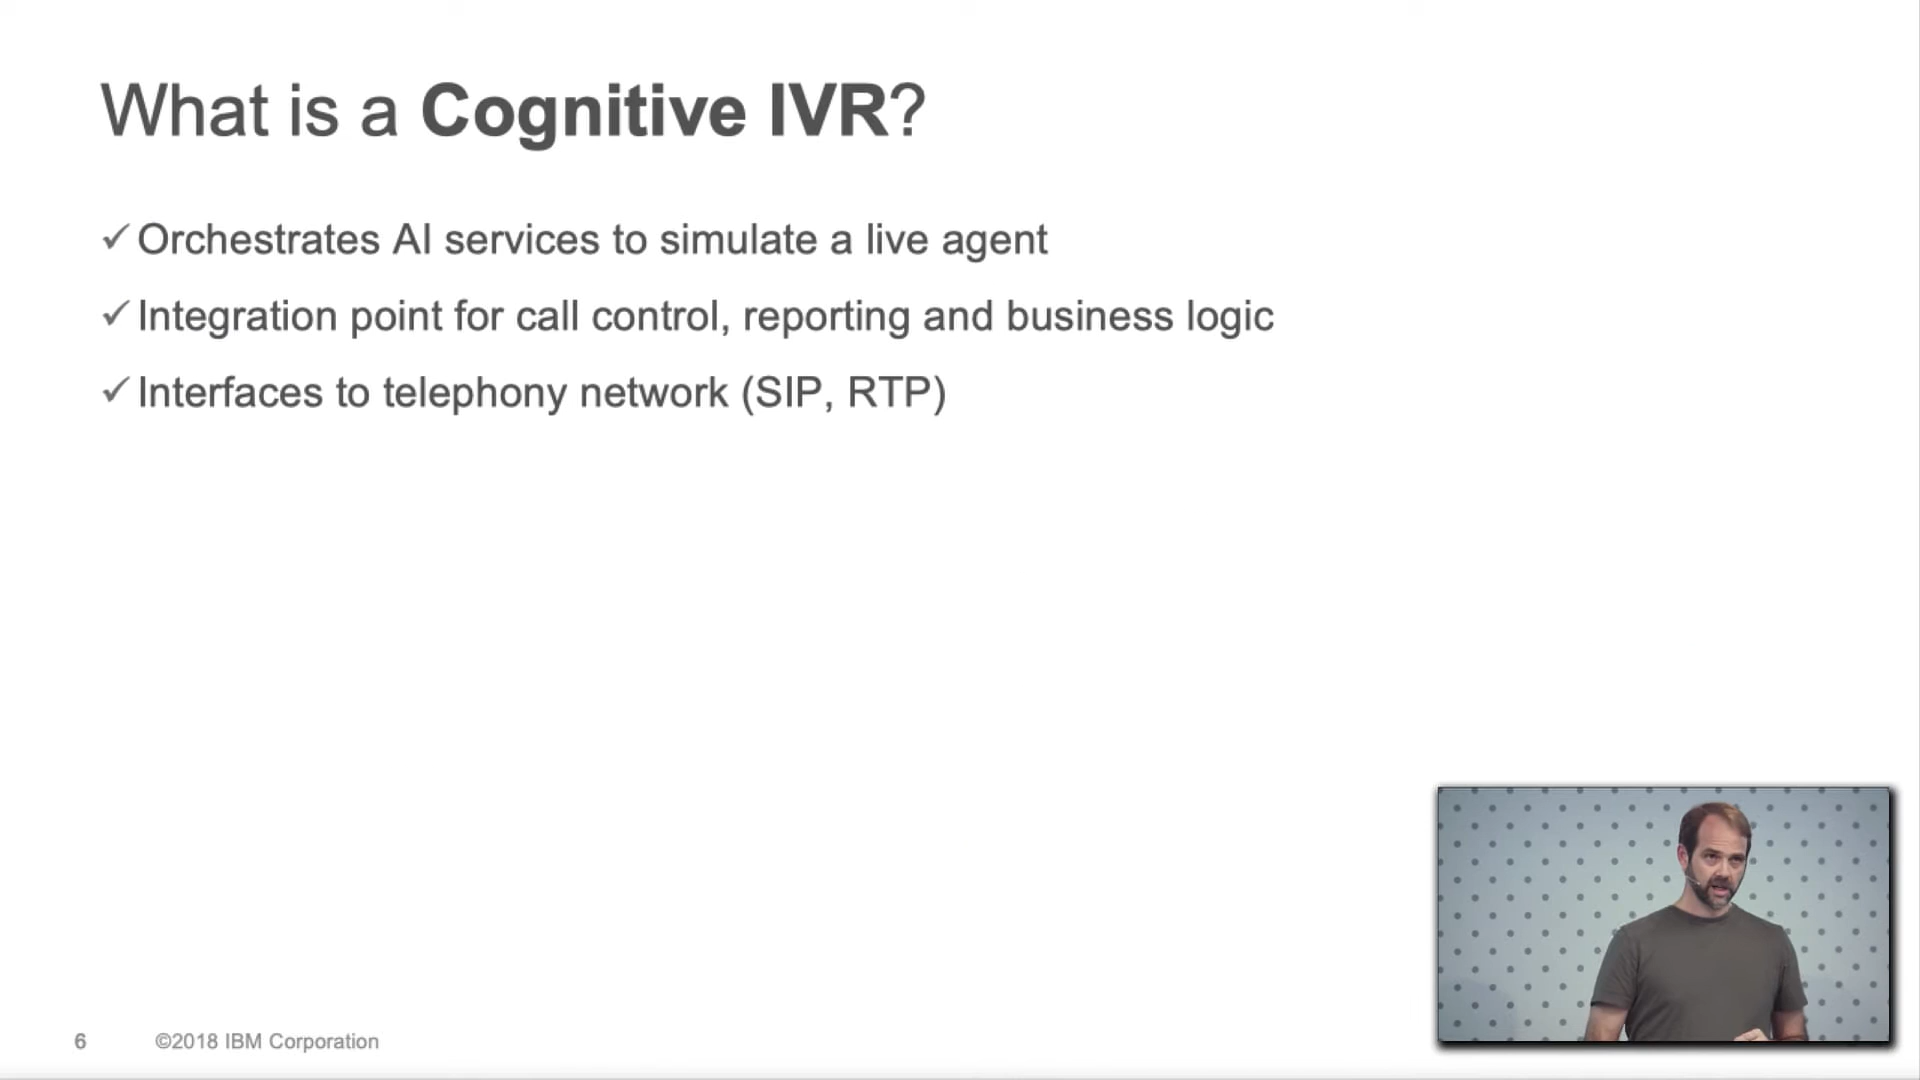 What is a Cognitive IVR?
✓ Orchestrates AI services to simulate a live agent
✓ Integration point for call control, reporting and business logic
✓ Interfaces to telephony network (SIP, RTP)
6 ©2018 IBM Corporation